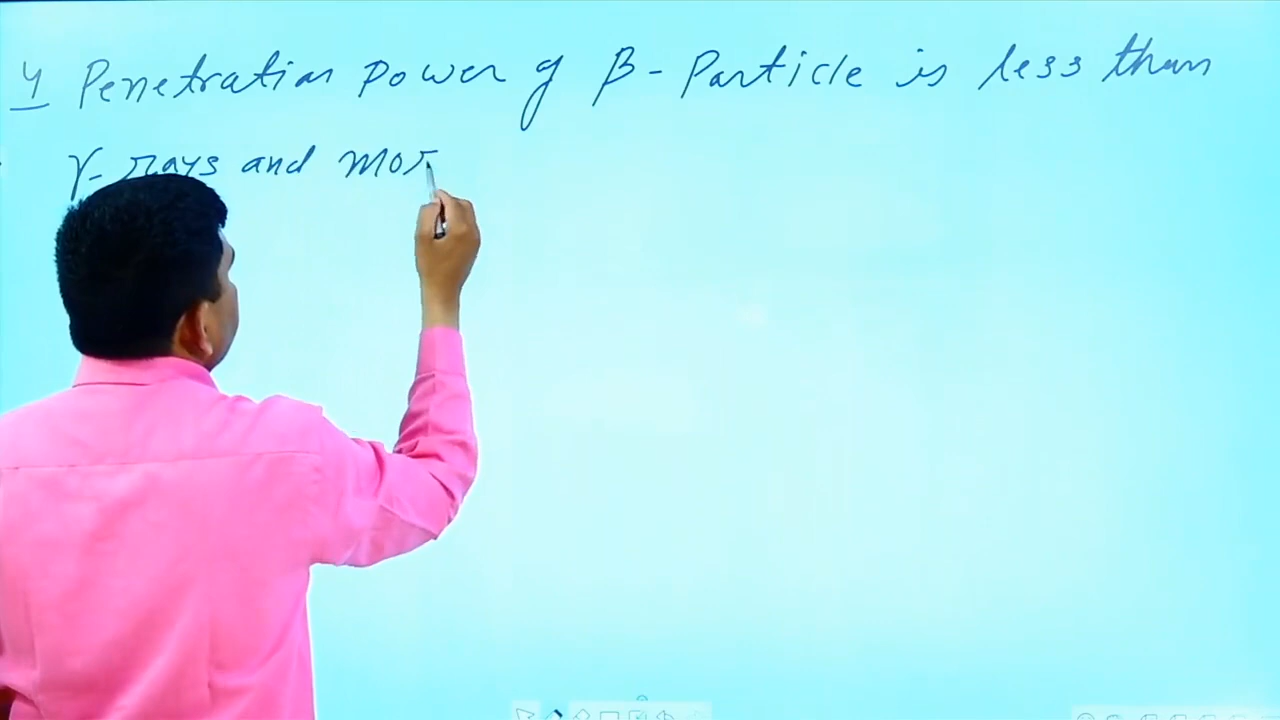 4 Penetration Power of β-Particle is less than
γ-rays and mor